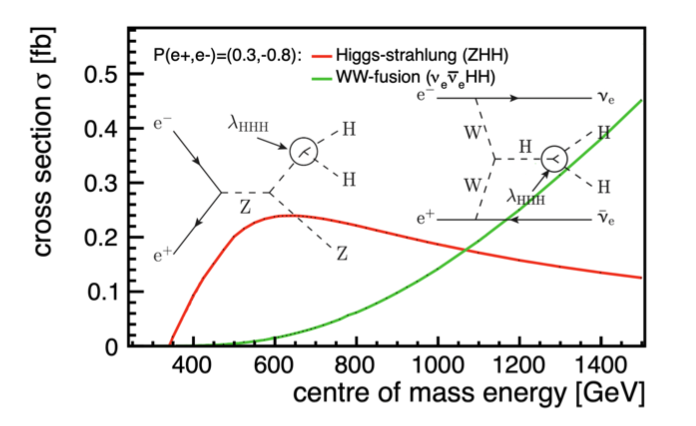 P(e+,e-)=(0.3,-0.8): Higgs-strahlung (ZHH)
WW-fusion (νₑν̅ₑHH)
cross section σ [fb]
0.5
0.4
0.3
0.2
0.1
0
400 600 800 1000 1200 1400
centre of mass energy [GeV]
e⁻
e⁺
Z
λHHH
H
H
Z
e⁻
νₑ
W
W
H
H
H
λHHH
e⁺
ν̅ₑ